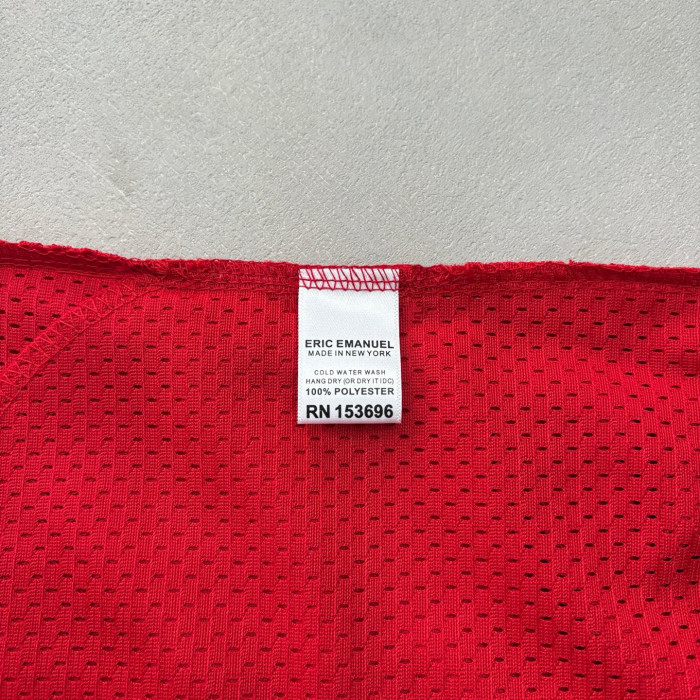 ERIC EMANUEL
MADE IN NEW YORK
COLD WATER WASH
HANG DRY (OR DRY IT IDC)
100% POLYESTER
RN 153696